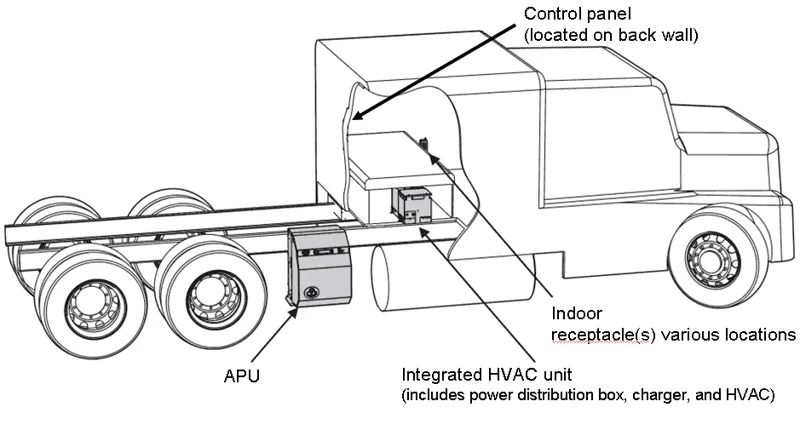 Control panel
(located on back wall)
Indoor
receptacle(s) various locations
APU
Integrated HVAC unit
(includes power distribution box, charger, and HVAC)